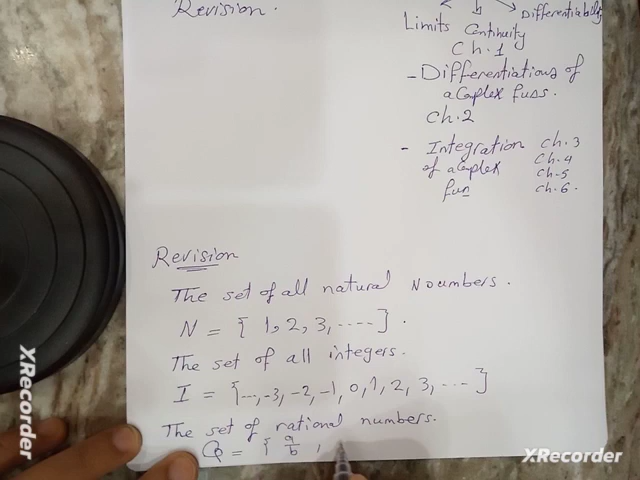 Revision.
Differentiability
Limits Continuity
Ch.1
- Differentiations of
a Complex funs.
Ch.2
- Integration Ch.3
of a Complex Ch.4
fun Ch.5
Ch.6.
Revision
The set of all natural Noumbers.
N = { 1, 2, 3, ---- } .
The set of all integers.
I = { ---, -3, -2, -1, 0, 1, 2, 3, --- }
The set of rational numbers.
Q = { a/b ,
XRecorder
XRecorder